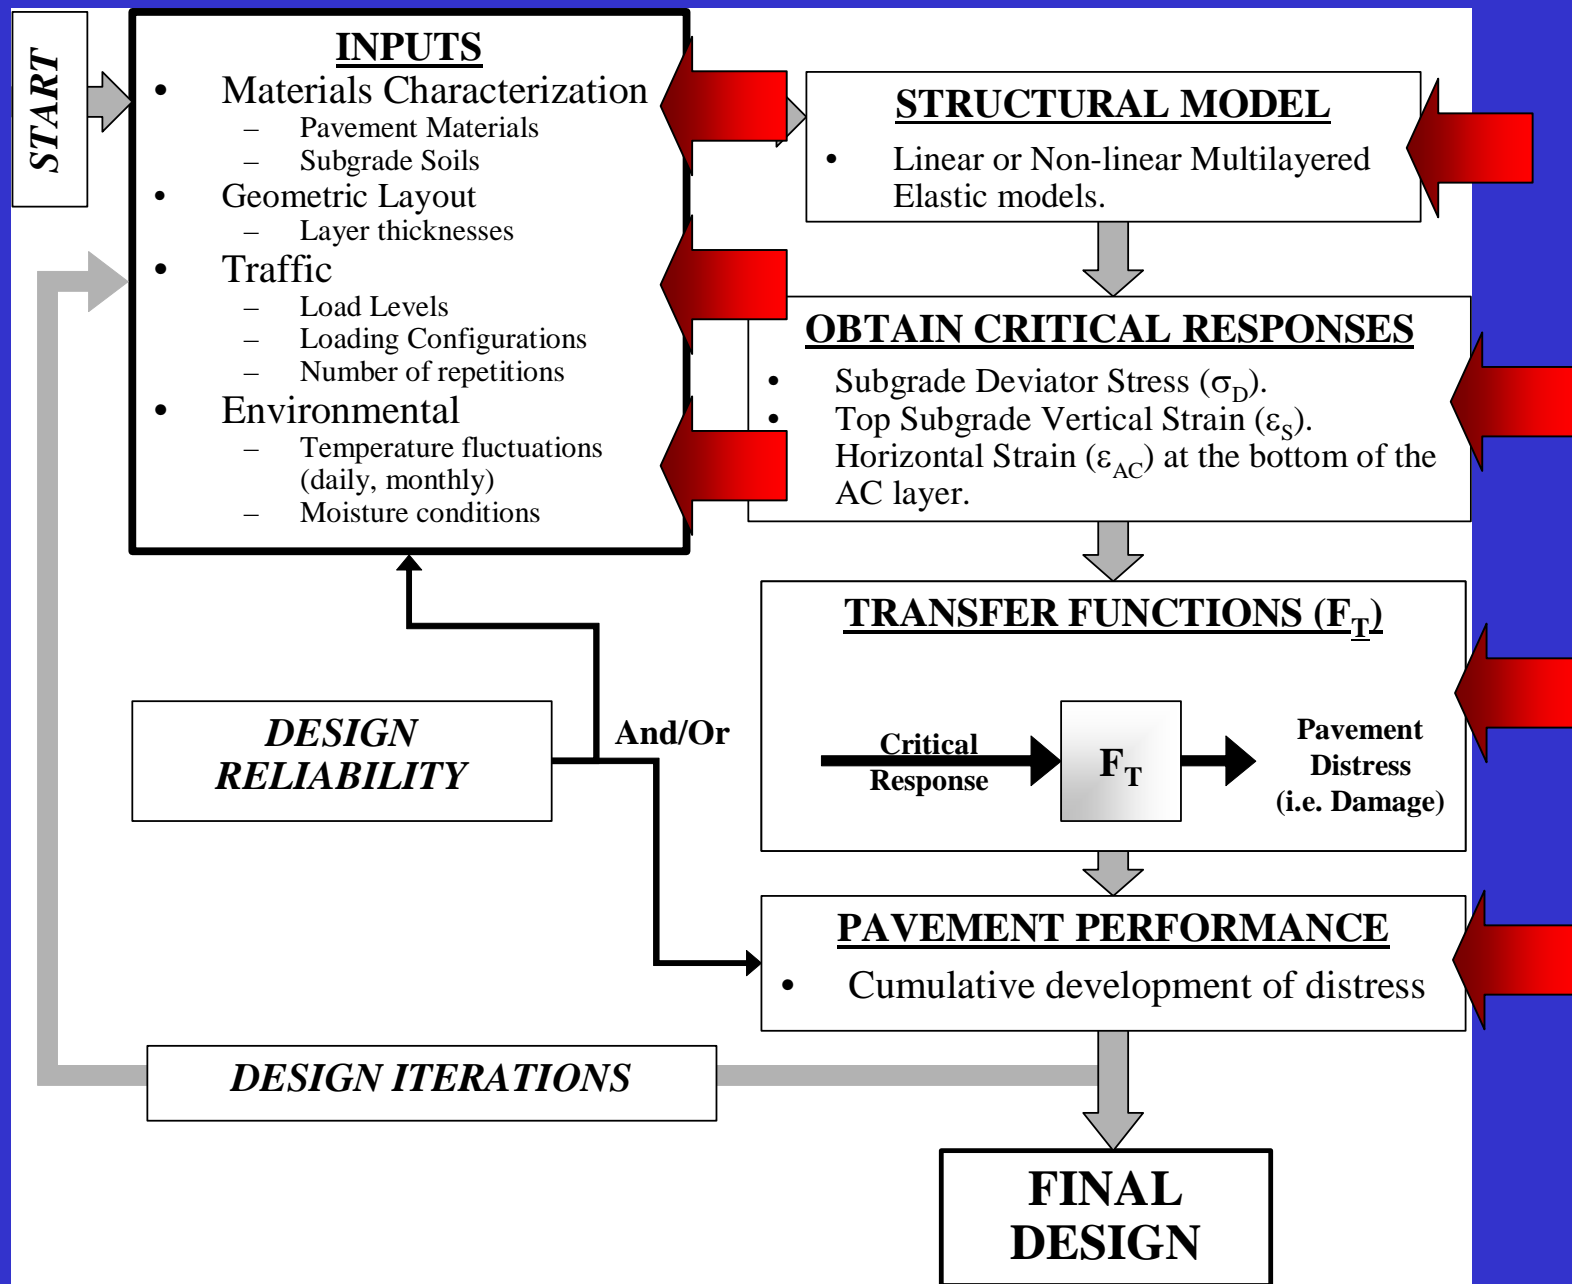 START
INPUTS
• Materials Characterization
– Pavement Materials
– Subgrade Soils
• Geometric Layout
– Layer thicknesses
• Traffic
– Load Levels
– Loading Configurations
– Number of repetitions
• Environmental
– Temperature fluctuations
(daily, monthly)
– Moisture conditions
STRUCTURAL MODEL
• Linear or Non-linear Multilayered
Elastic models.
OBTAIN CRITICAL RESPONSES
• Subgrade Deviator Stress (σD).
• Top Subgrade Vertical Strain (εS).
Horizontal Strain (εAC) at the bottom of the
AC layer.
TRANSFER FUNCTIONS (FT)
Critical
Response
FT
Pavement
Distress
(i.e. Damage)
DESIGN
RELIABILITY
And/Or
PAVEMENT PERFORMANCE
• Cumulative development of distress
DESIGN ITERATIONS
FINAL
DESIGN